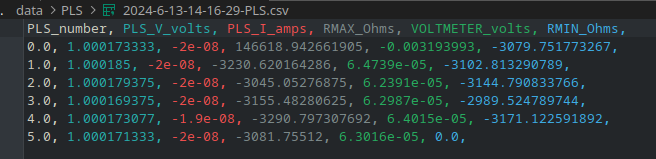 data > PLS > 2024-6-13-14-16-29-PLS.csv
PLS_number, PLS_V_volts, PLS_I_amps, RMAX_Ohms, VOLTMETER_volts, RMIN_Ohms,
0.0, 1.000173333, -2e-08, 146618.942661905, -0.003193993, -3079.751773267,
1.0, 1.000185, -2e-08, -3230.620164286, 6.4739e-05, -3102.813290789,
2.0, 1.000179375, -2e-08, -3045.05276875, 6.2391e-05, -3144.790833766,
3.0, 1.000169375, -2e-08, -3155.48280625, 6.2987e-05, -2989.524789744,
4.0, 1.000173077, -1.9e-08, -3290.797307692, 6.4015e-05, -3171.122591892,
5.0, 1.000171333, -2e-08, -3081.75512, 6.3016e-05, 0.0,